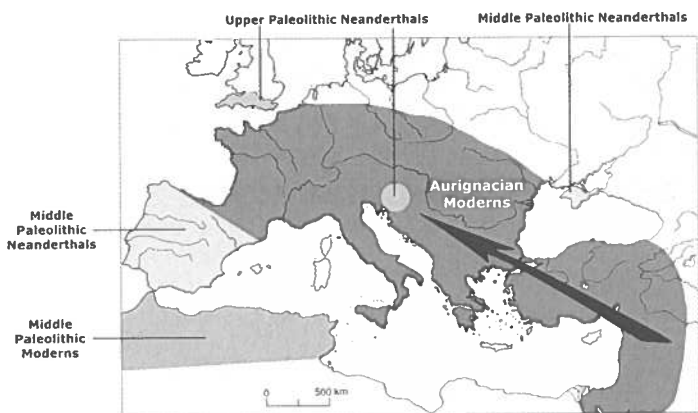 Upper Paleolithic Neanderthals
Middle Paleolithic Neanderthals
Aurignacian
Moderns
Middle
Paleolithic
Neanderthals
Middle
Paleolithic
Moderns
0 500 km